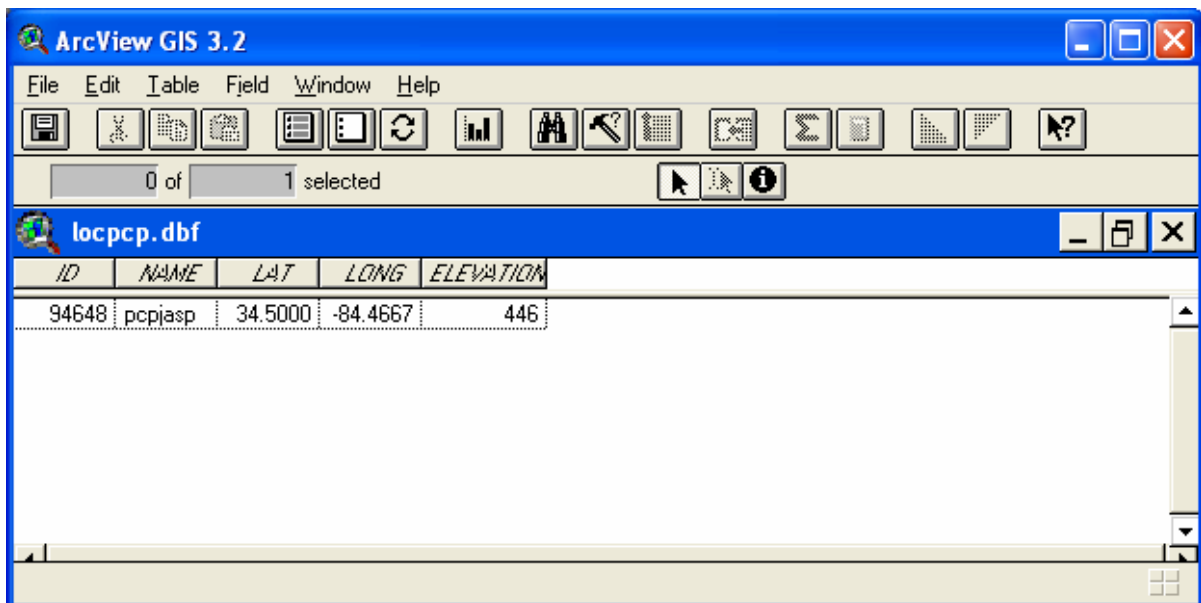 ArcView GIS 3.2
File Edit Table Field Window Help
0 of 1 selected
locpcp.dbf
ID NAME LAT LONG ELEVATION
94648 pcpjasp 34.5000 -84.4667 446